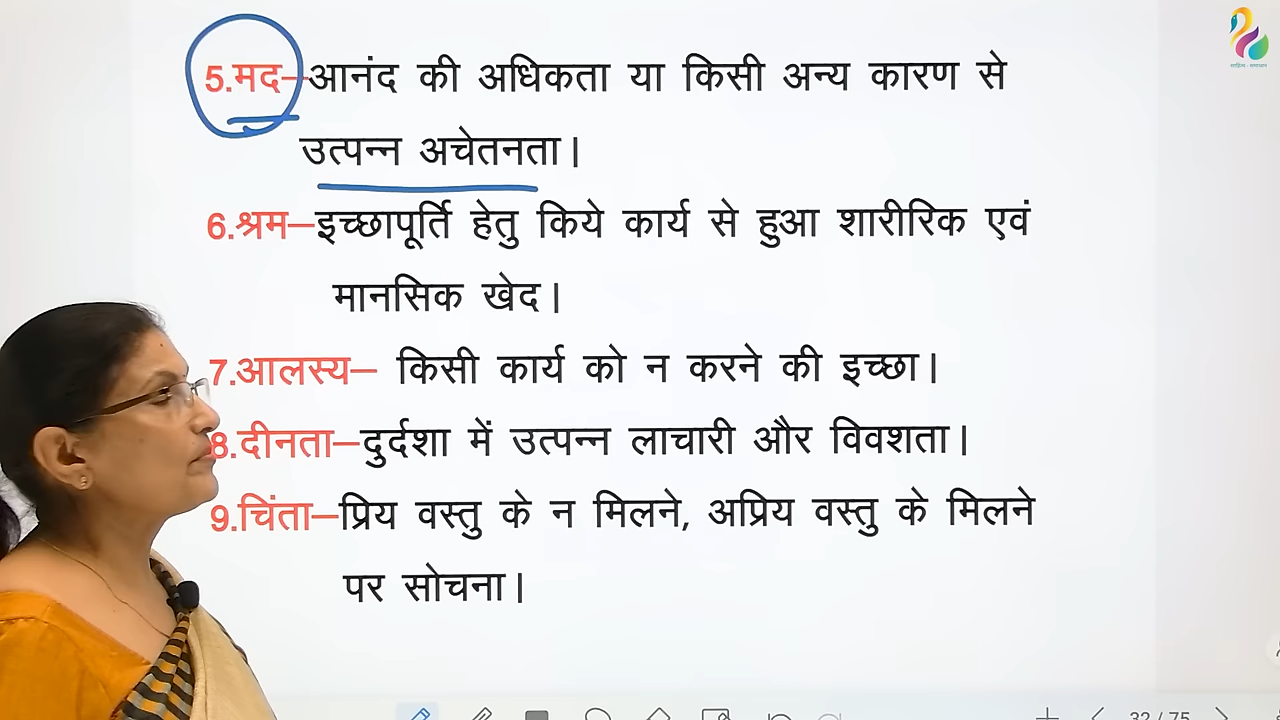 5.मद–आनंद की अधिकता या किसी अन्य कारण से
उत्पन्न अचेतनता।
6.श्रम–इच्छापूर्ति हेतु किये कार्य से हुआ शारीरिक एवं
मानसिक खेद।
7.आलस्य– किसी कार्य को न करने की इच्छा।
8.दीनता–दुर्दशा में उत्पन्न लाचारी और विवशता।
9.चिंता–प्रिय वस्तु के न मिलने, अप्रिय वस्तु के मिलने
पर सोचना।
32 / 75